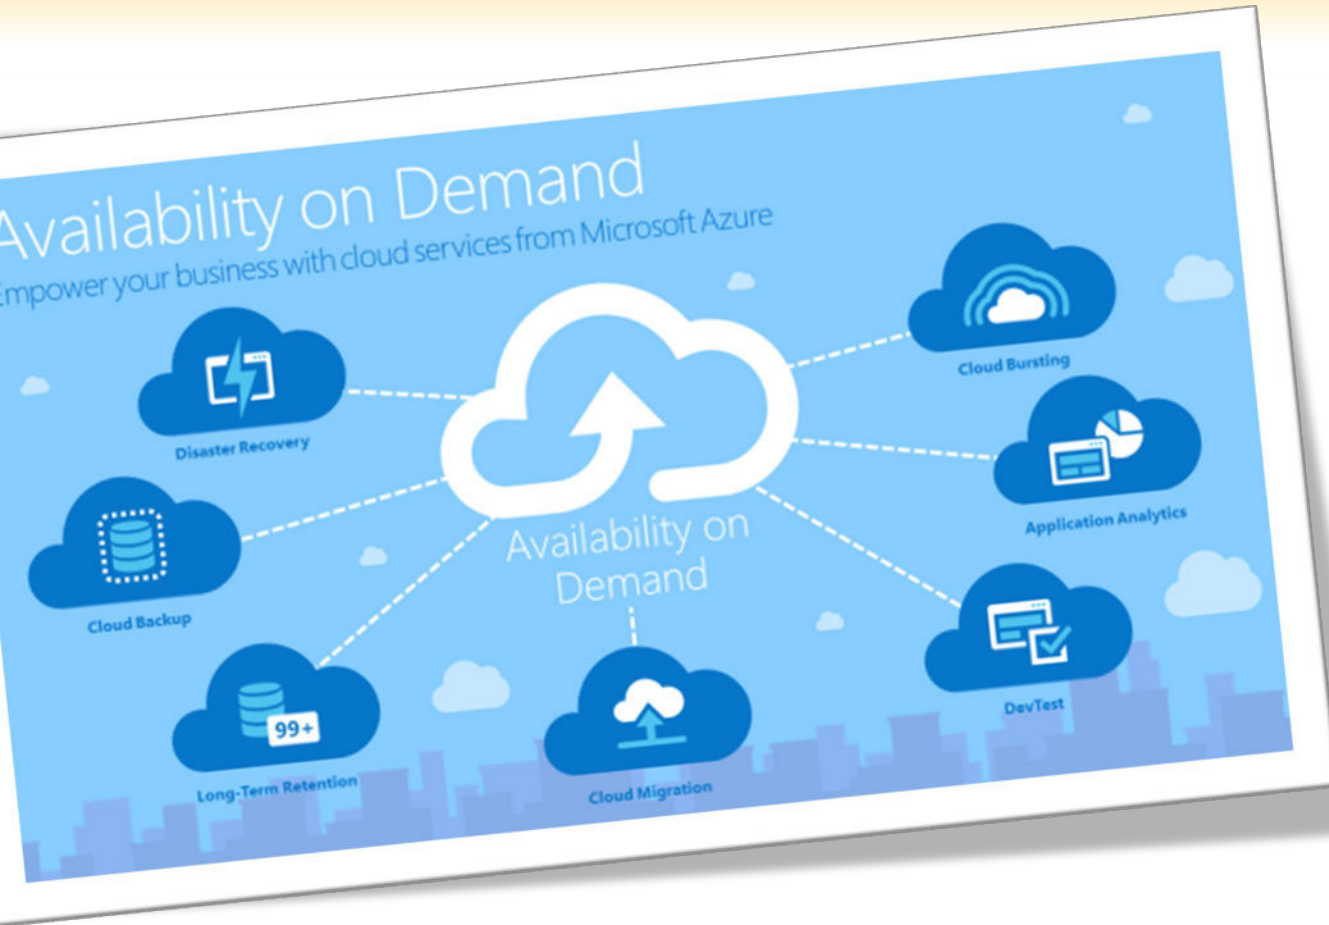 Availability on Demand
Empower your business with cloud services from Microsoft Azure
Cloud Bursting
Disaster Recovery
Application Analytics
Availability on
Demand
Cloud Backup
DevTest
99+
Long-Term Retention
Cloud Migration